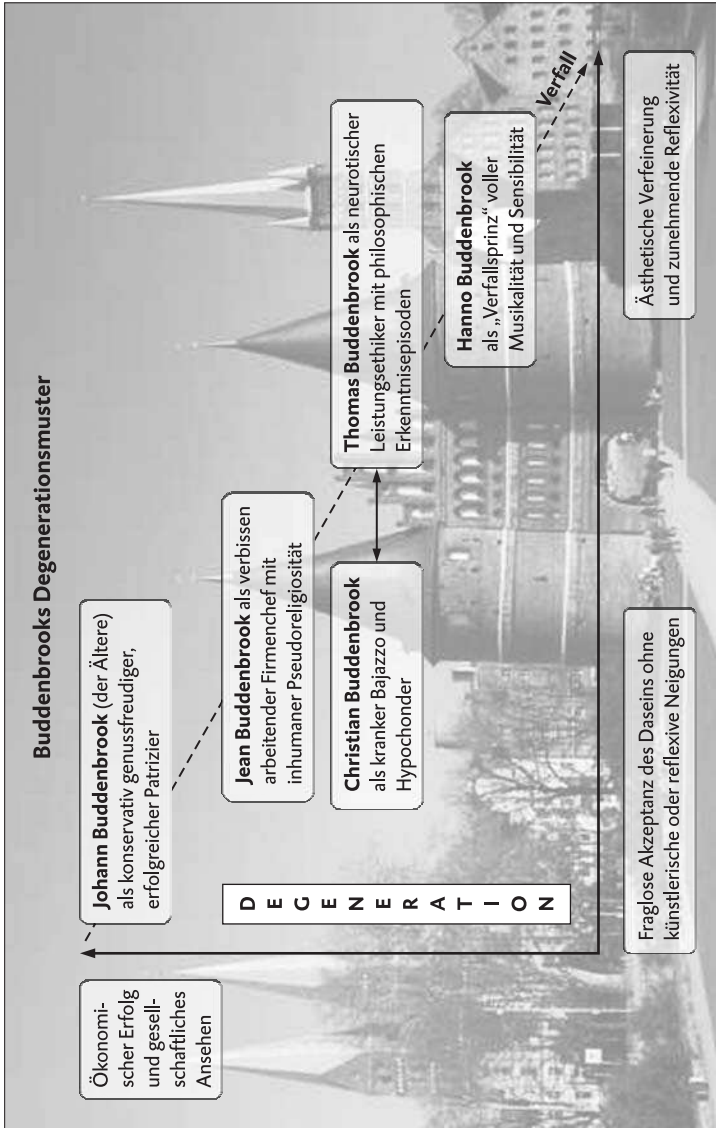 Buddenbrooks Degenerationsmuster
Ökonomi-
scher Erfolg
und gesell-
schaftliches
Ansehen
Johann Buddenbrook (der Ältere)
als konservativ genussfreudiger,
erfolgreicher Patrizier
Jean Buddenbrook als verbissen
arbeitender Firmenchef mit
inhumaner Pseudoreligiosität
Christian Buddenbrook
als kranker Bajazzo und
Hypochonder
Thomas Buddenbrook als neurotischer
Leistungsethiker mit philosophischen
Erkenntnisepisoden
Hanno Buddenbrook
als „Verfallsprinz“ voller
Musikalität und Sensibilität
Verfall
D
E
G
E
N
E
R
A
T
I
O
N
Fraglose Akzeptanz des Daseins ohne
künstlerische oder reflexive Neigungen
Ästhetische Verfeinerung
und zunehmende Reflexivität